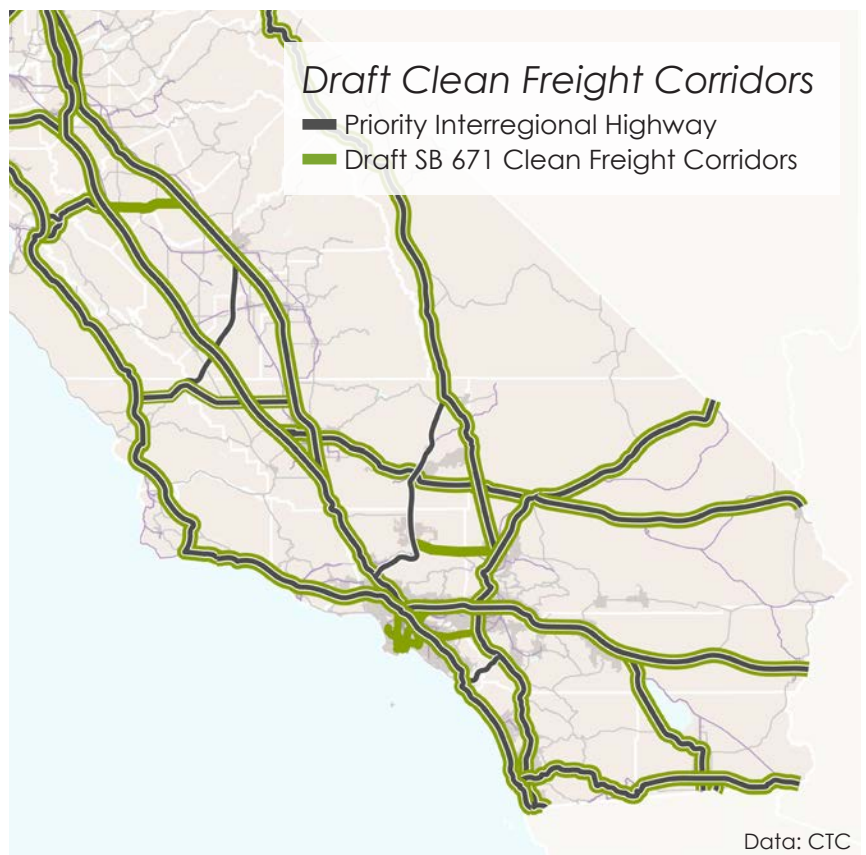 Draft Clean Freight Corridors
Priority Interregional Highway
Draft SB 671 Clean Freight Corridors
Data: CTC